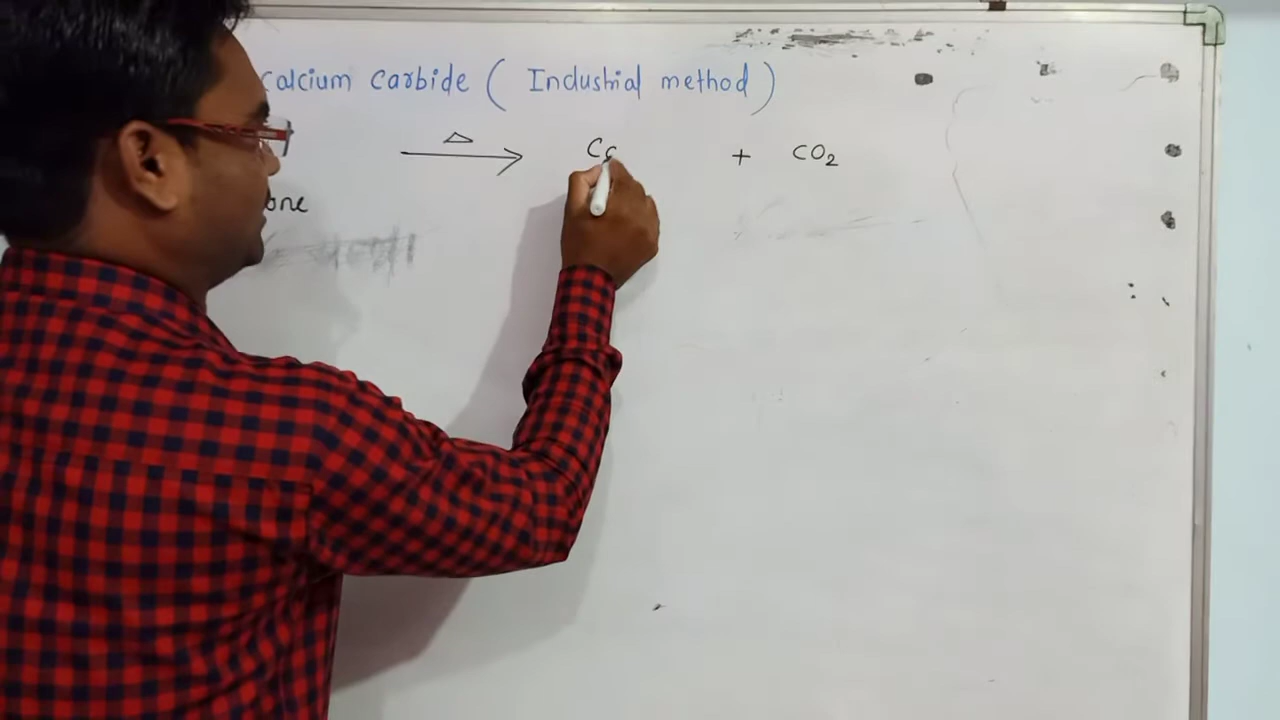 calcium carbide ( Industrial method )
△ → Ca + CO₂
one